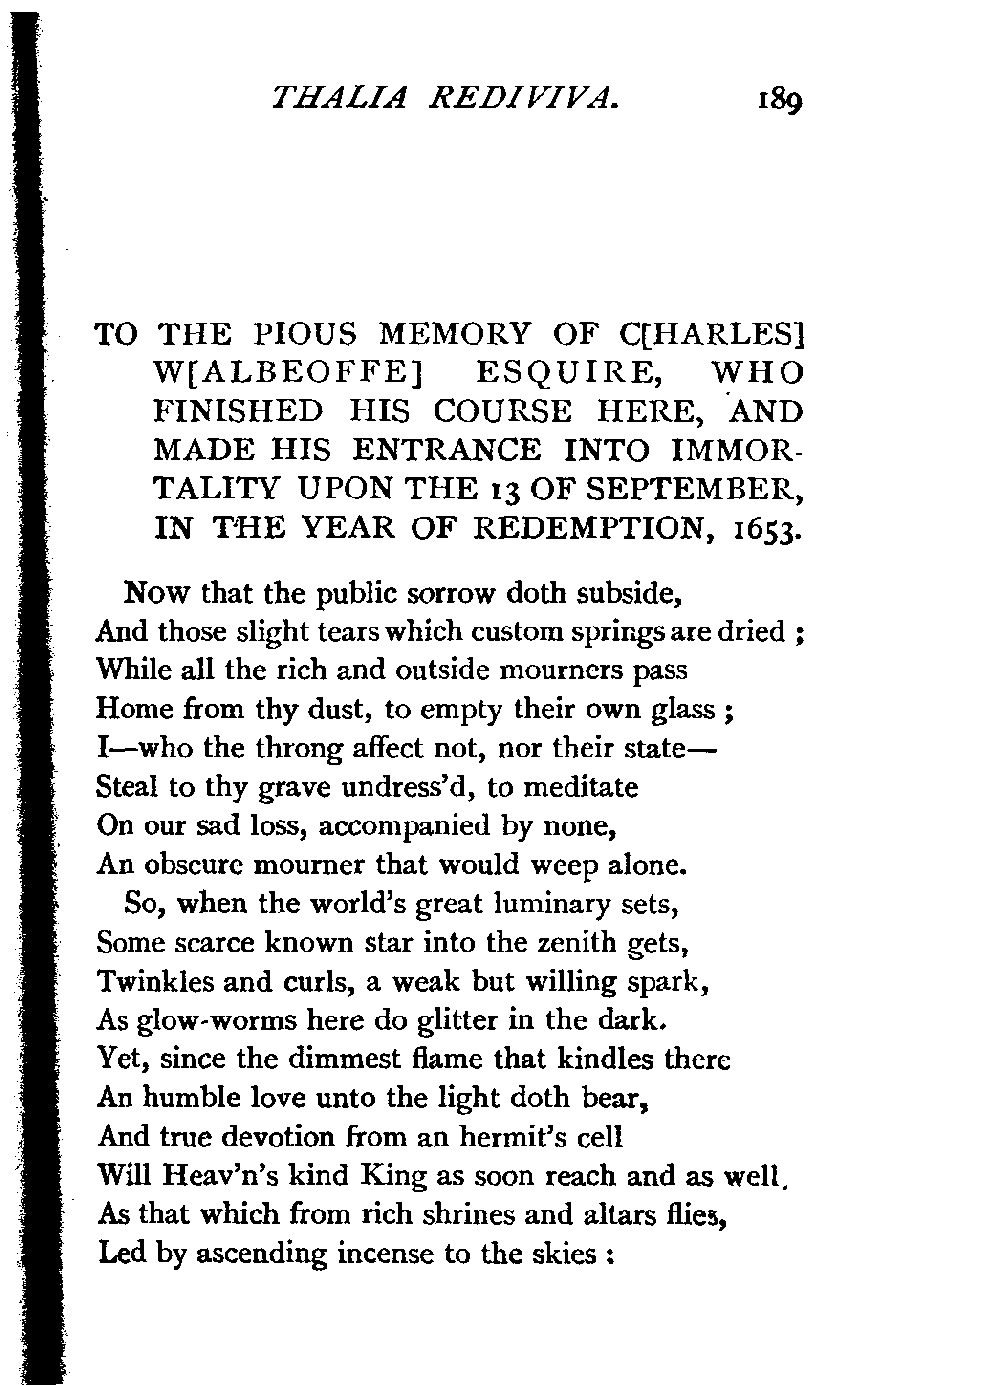 THALIA REDIVIVA. 189
TO THE PIOUS MEMORY OF C[HARLES]
W[ALBEOFFE] ESQUIRE, WHO
FINISHED HIS COURSE HERE, AND
MADE HIS ENTRANCE INTO IMMOR-
TALITY UPON THE 13 OF SEPTEMBER,
IN THE YEAR OF REDEMPTION, 1653.
Now that the public sorrow doth subside,
And those slight tears which custom springs are dried ;
While all the rich and outside mourners pass
Home from thy dust, to empty their own glass ;
I—who the throng affect not, nor their state—
Steal to thy grave undress'd, to meditate
On our sad loss, accompanied by none,
An obscure mourner that would weep alone.
So, when the world's great luminary sets,
Some scarce known star into the zenith gets,
Twinkles and curls, a weak but willing spark,
As glow-worms here do glitter in the dark.
Yet, since the dimmest flame that kindles there
An humble love unto the light doth bear,
And true devotion from an hermit's cell
Will Heav'n's kind King as soon reach and as well.
As that which from rich shrines and altars flies,
Led by ascending incense to the skies :